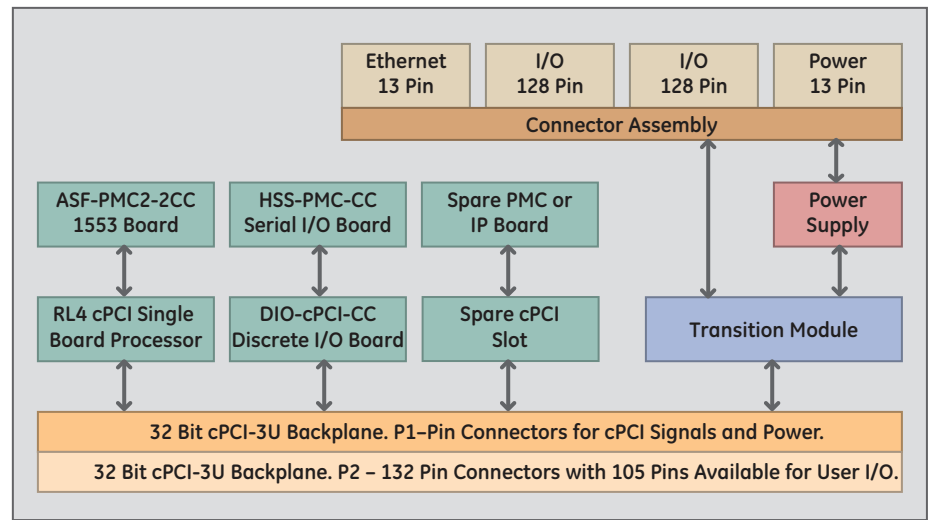 Ethernet
13 Pin
I/O
128 Pin
I/O
128 Pin
Power
13 Pin
Connector Assembly
ASF-PMC2-2CC
1553 Board
HSS-PMC-CC
Serial I/O Board
Spare PMC or
IP Board
Power
Supply
RL4 cPCI Single
Board Processor
DIO-cPCI-CC
Discrete I/O Board
Spare cPCI
Slot
Transition Module
32 Bit cPCI-3U Backplane. P1–Pin Connectors for cPCI Signals and Power.
32 Bit cPCI-3U Backplane. P2 – 132 Pin Connectors with 105 Pins Available for User I/O.